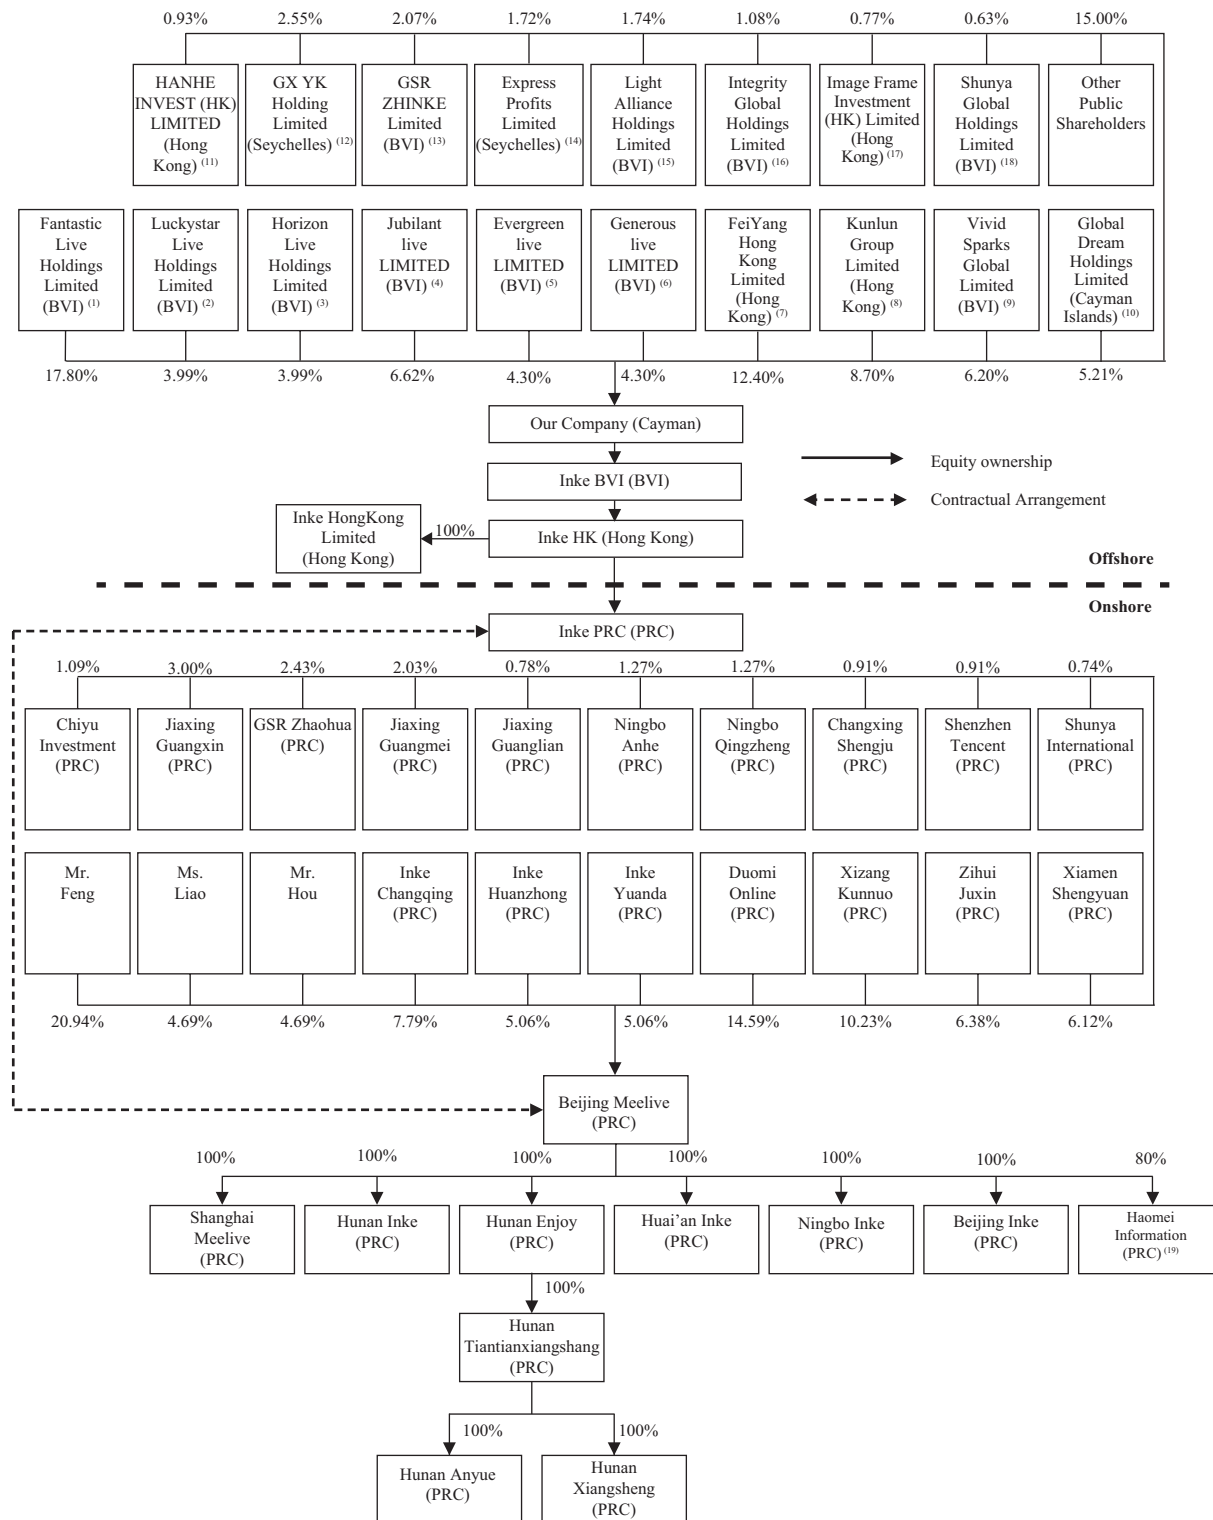 0.93% 2.55% 2.07% 1.72% 1.74% 1.08% 0.77% 0.63% 15.00%
HANHE
INVEST (HK)
LIMITED
(Hong
Kong) (11)
GX YK
Holding
Limited
(Seychelles) (12)
GSR
ZHINKE
Limited
(BVI) (13)
Express
Profits
Limited
(Seychelles) (14)
Light
Alliance
Holdings
Limited
(BVI) (15)
Integrity
Global
Holdings
Limited
(BVI) (16)
Image Frame
Investment
(HK) Limited
(Hong
Kong) (17)
Shunya
Global
Holdings
Limited
(BVI) (18)
Other
Public
Shareholders
Fantastic
Live
Holdings
Limited
(BVI) (1)
Luckystar
Live
Holdings
Limited
(BVI) (2)
Horizon
Live
Holdings
Limited
(BVI) (3)
Jubilant
live
LIMITED
(BVI) (4)
Evergreen
live
LIMITED
(BVI) (5)
Generous
live
LIMITED
(BVI) (6)
FeiYang
Hong
Kong
Limited
(Hong
Kong) (7)
Kunlun
Group
Limited
(Hong
Kong) (8)
Vivid
Sparks
Global
Limited
(BVI) (9)
Global
Dream
Holdings
Limited
(Cayman
Islands) (10)
17.80% 3.99% 3.99% 6.62% 4.30% 4.30% 12.40% 8.70% 6.20% 5.21%
Our Company (Cayman)
Inke BVI (BVI)
Equity ownership
Contractual Arrangement
Inke HongKong
Limited
(Hong Kong)
100%
Inke HK (Hong Kong)
Offshore
Onshore
Inke PRC (PRC)
1.09% 3.00% 2.43% 2.03% 0.78% 1.27% 1.27% 0.91% 0.91% 0.74%
Chiyu
Investment
(PRC)
Jiaxing
Guangxin
(PRC)
GSR Zhaohua
(PRC)
Jiaxing
Guangmei
(PRC)
Jiaxing
Guanglian
(PRC)
Ningbo
Anhe
(PRC)
Ningbo
Qingzheng
(PRC)
Changxing
Shengju
(PRC)
Shenzhen
Tencent
(PRC)
Shunya
International
(PRC)
Mr.
Feng
Ms.
Liao
Mr.
Hou
Inke
Changqing
(PRC)
Inke
Huanzhong
(PRC)
Inke
Yuanda
(PRC)
Duomi
Online
(PRC)
Xizang
Kunnuo
(PRC)
Zihui
Juxin
(PRC)
Xiamen
Shengyuan
(PRC)
20.94% 4.69% 4.69% 7.79% 5.06% 5.06% 14.59% 10.23% 6.38% 6.12%
Beijing Meelive
(PRC)
100% 100% 100% 100% 100% 100% 80%
Shanghai
Meelive
(PRC)
Hunan Inke
(PRC)
Hunan Enjoy
(PRC)
Huai'an Inke
(PRC)
Ningbo Inke
(PRC)
Beijing Inke
(PRC)
Haomei
Information
(PRC) (19)
100%
Hunan
Tiantianxiangshang
(PRC)
100% 100%
Hunan Anyue
(PRC)
Hunan
Xiangsheng
(PRC)